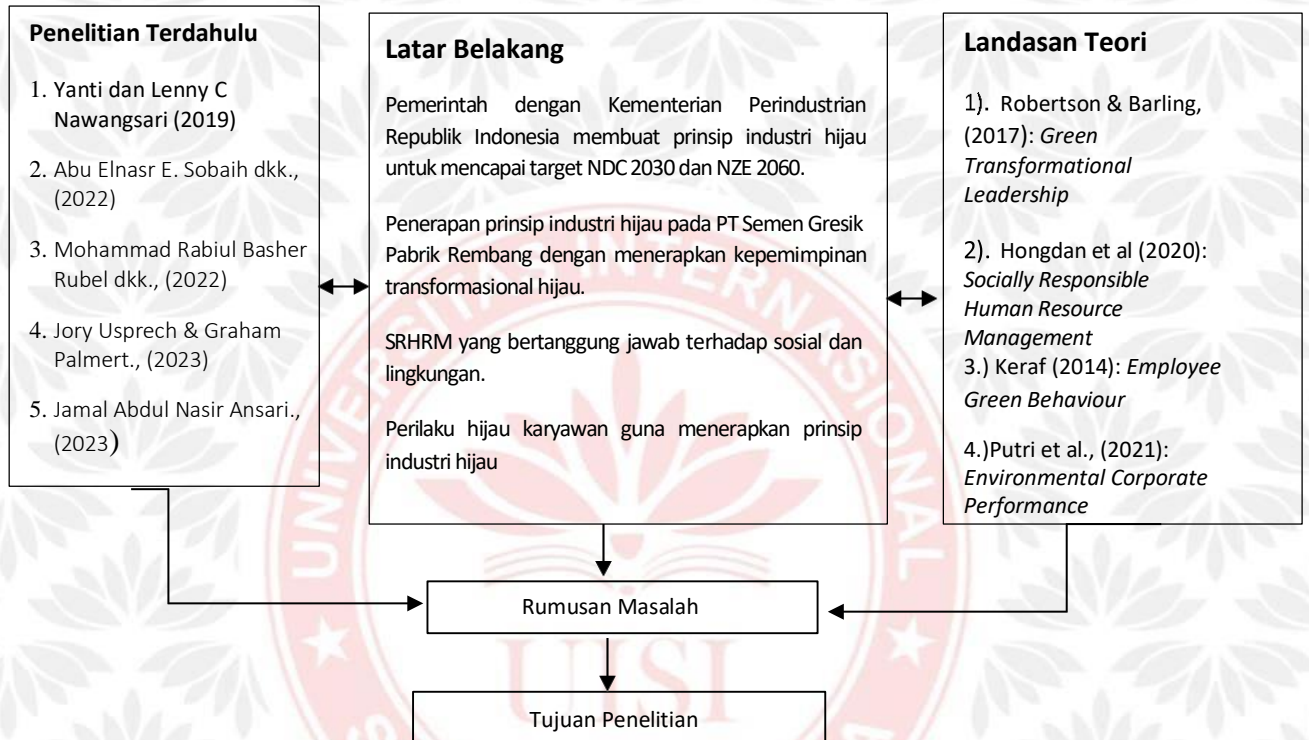 Penelitian Terdahulu
1. Yanti dan Lenny C
Nawangsari (2019)
2. Abu Elnasr E. Sobaih dkk.,
(2022)
3. Mohammad Rabiul Basher
Rubel dkk., (2022)
4. Jory Usprech & Graham
Palmert., (2023)
5. Jamal Abdul Nasir Ansari.,
(2023)
Latar Belakang
Pemerintah dengan Kementerian Perindustrian
Republik Indonesia membuat prinsip industri hijau
untuk mencapai target NDC 2030 dan NZE 2060.
Penerapan prinsip industri hijau pada PT Semen Gresik
Pabrik Rembang dengan menerapkan kepemimpinan
transformasional hijau.
SRHRM yang bertanggung jawab terhadap sosial dan
lingkungan.
Perilaku hijau karyawan guna menerapkan prinsip
industri hijau
Landasan Teori
1). Robertson & Barling,
(2017): Green
Transformational
Leadership
2). Hongdan et al (2020):
Socially Responsible
Human Resource
Management
3.) Keraf (2014): Employee
Green Behaviour
4.)Putri et al., (2021):
Environmental Corporate
Performance
Rumusan Masalah
Tujuan Penelitian
UNIVERSITAS INTERNASIONAL
UISI